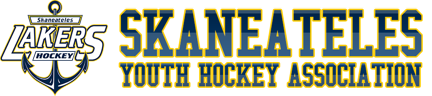 Skaneateles
LAKERS
HOCKEY
SKANEATELES
YOUTH HOCKEY ASSOCIATION